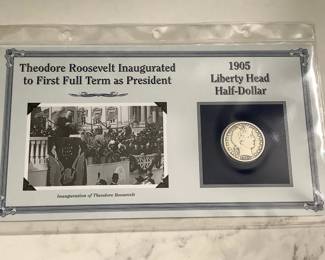 Theodore Roosevelt Inaugurated
to First Full Term as President
1905
Liberty Head
Half-Dollar
Inauguration of Theodore Roosevelt